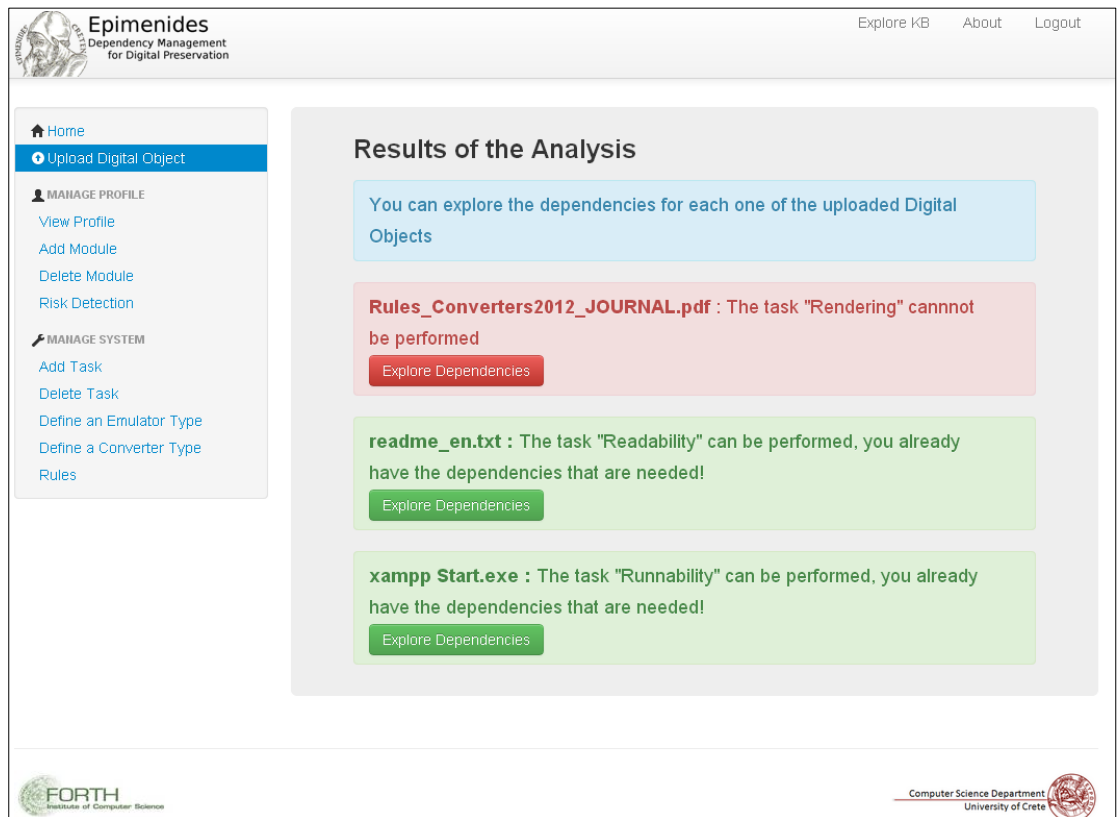 EPIMENIDES
CRETEN
Epimenides
Dependency Management
for Digital Preservation
Explore KB
About
Logout
Home
Upload Digital Object
MANAGE PROFILE
View Profile
Add Module
Delete Module
Risk Detection
MANAGE SYSTEM
Add Task
Delete Task
Define an Emulator Type
Define a Converter Type
Rules
Results of the Analysis
You can explore the dependencies for each one of the uploaded Digital
Objects
Rules_Converters2012_JOURNAL.pdf : The task "Rendering" cannnot
be performed
Explore Dependencies
readme_en.txt : The task "Readability" can be performed, you already
have the dependencies that are needed!
Explore Dependencies
xampp Start.exe : The task "Runnability" can be performed, you already
have the dependencies that are needed!
Explore Dependencies
FORTH
Institute of Computer Science
Computer Science Department
University of Crete